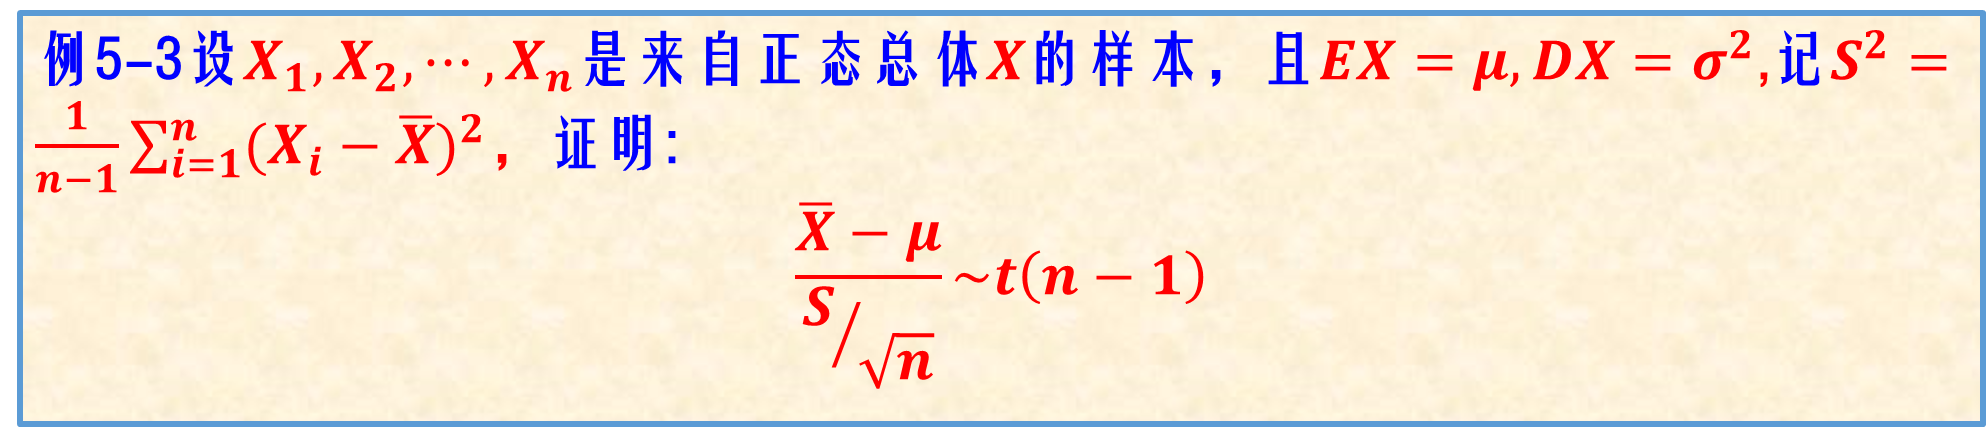 例5-3设X₁,X₂,⋯,Xₙ是来自正态总体X的样本，且EX = μ,DX = σ²,记S² =
1/(n−1) ∑ᵢ₌₁ⁿ(Xᵢ − X̅)²，证明:
(X̅ − μ)/(S/√n) ~t(n − 1)